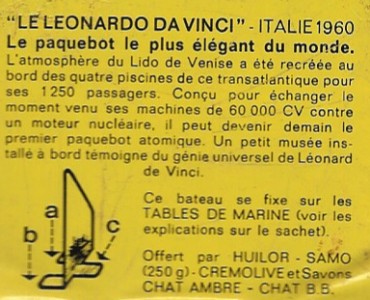 "LE LEONARDO DA VINCI" - ITALIE 1960
Le paquebot le plus élégant du monde.
L'atmosphère du Lido de Venise a été recréée au
bord des quatre piscines de ce transatlantique pour
ses 1250 passagers. Conçu pour échanger le
moment venu ses machines de 60 000 CV contre
un moteur nucléaire, il peut devenir demain le
premier paquebot atomique. Un petit musée ins-
tallé à bord témoigne du génie universel de Léonard
de Vinci.
a
b
c
Ce bateau se fixe sur les
TABLES DE MARINE (voir les
explications sur le sachet).
Offert par HUILOR - SAMO
(250 g) - CREMOLIVE et Savons
CHAT AMBRE - CHAT B.B.